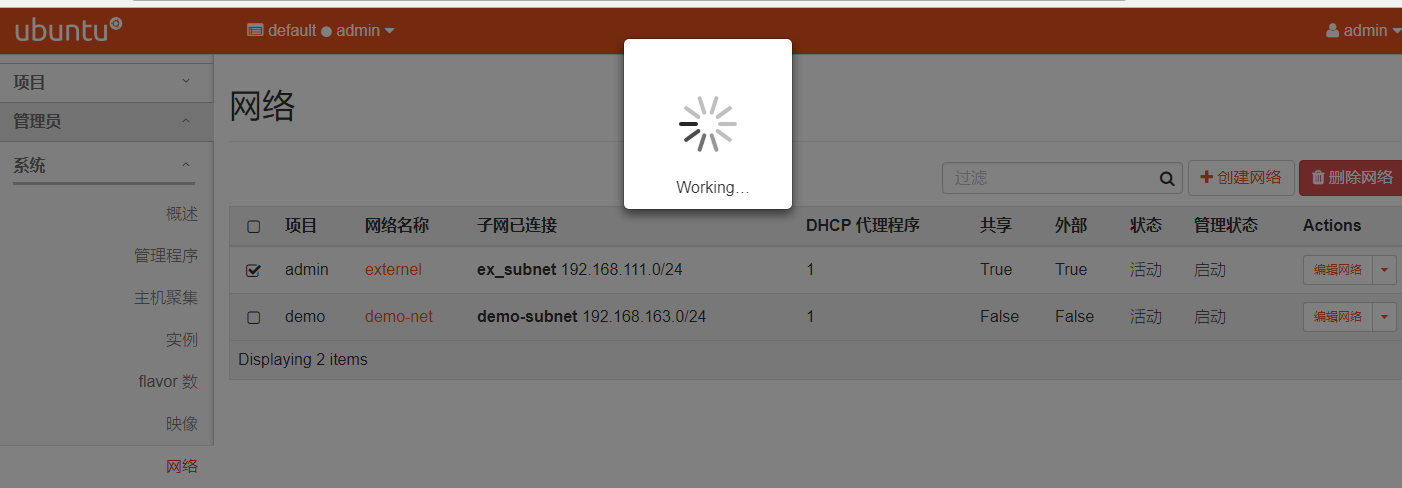 ubuntu
default admin
admin
项目
管理员
系统
概述
管理程序
主机聚集
实例
flavor 数
映像
网络
网络
Working...
过滤
创建网络
删除网络
项目 网络名称 子网已连接 DHCP 代理程序 共享 外部 状态 管理状态 Actions
admin externel ex_subnet 192.168.111.0/24 1 True True 活动 启动 编辑网络
demo demo-net demo-subnet 192.168.163.0/24 1 False False 活动 启动 编辑网络
Displaying 2 items